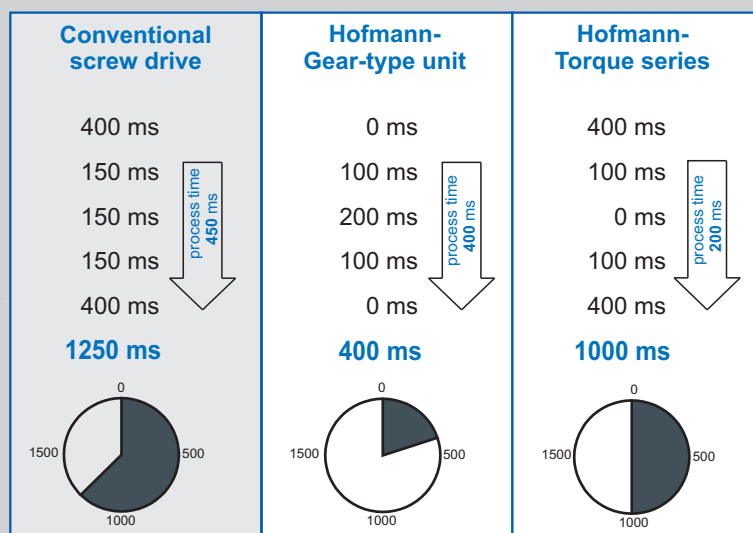 Conventional
screw drive
400 ms
150 ms
150 ms
150 ms
400 ms
process time
450 ms
1250 ms
0
500
1000
1500
Hofmann-
Gear-type unit
0 ms
100 ms
200 ms
100 ms
0 ms
process time
400 ms
400 ms
0
500
1000
1500
Hofmann-
Torque series
400 ms
100 ms
0 ms
100 ms
400 ms
process time
200 ms
1000 ms
0
500
1000
1500